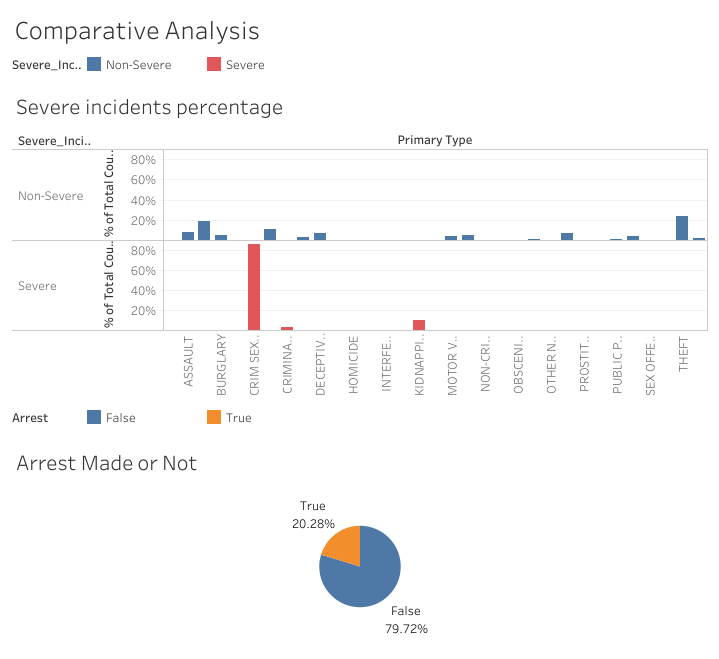 Comparative Analysis
Severe_Inc.. Non-Severe Severe
Severe incidents percentage
Severe_Inci.. Primary Type
Non-Severe
% of Total Cou..
80%
60%
40%
20%
Severe
% of Total Cou..
80%
60%
40%
20%
ASSAULT
BURGLARY
CRIM SEX..
CRIMINA..
DECEPTIV..
HOMICIDE
INTERFE..
KIDNAPPI..
MOTOR V..
NON-CRI..
OBSCENI..
OTHER N..
PROSTIT..
PUBLIC P..
SEX OFFE..
THEFT
Arrest False True
Arrest Made or Not
True
20.28%
False
79.72%